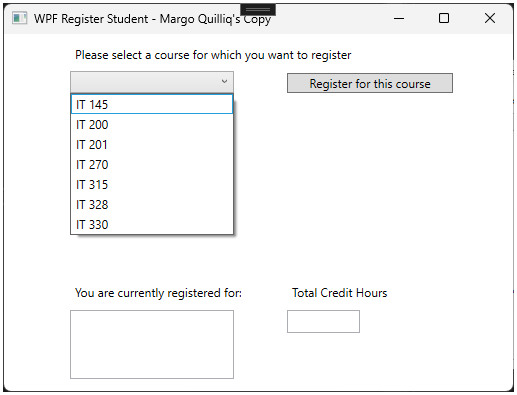 WPF Register Student - Margo Quilliq's Copy
Please select a course for which you want to register
Register for this course
IT 145
IT 200
IT 201
IT 270
IT 315
IT 328
IT 330
You are currently registered for:
Total Credit Hours